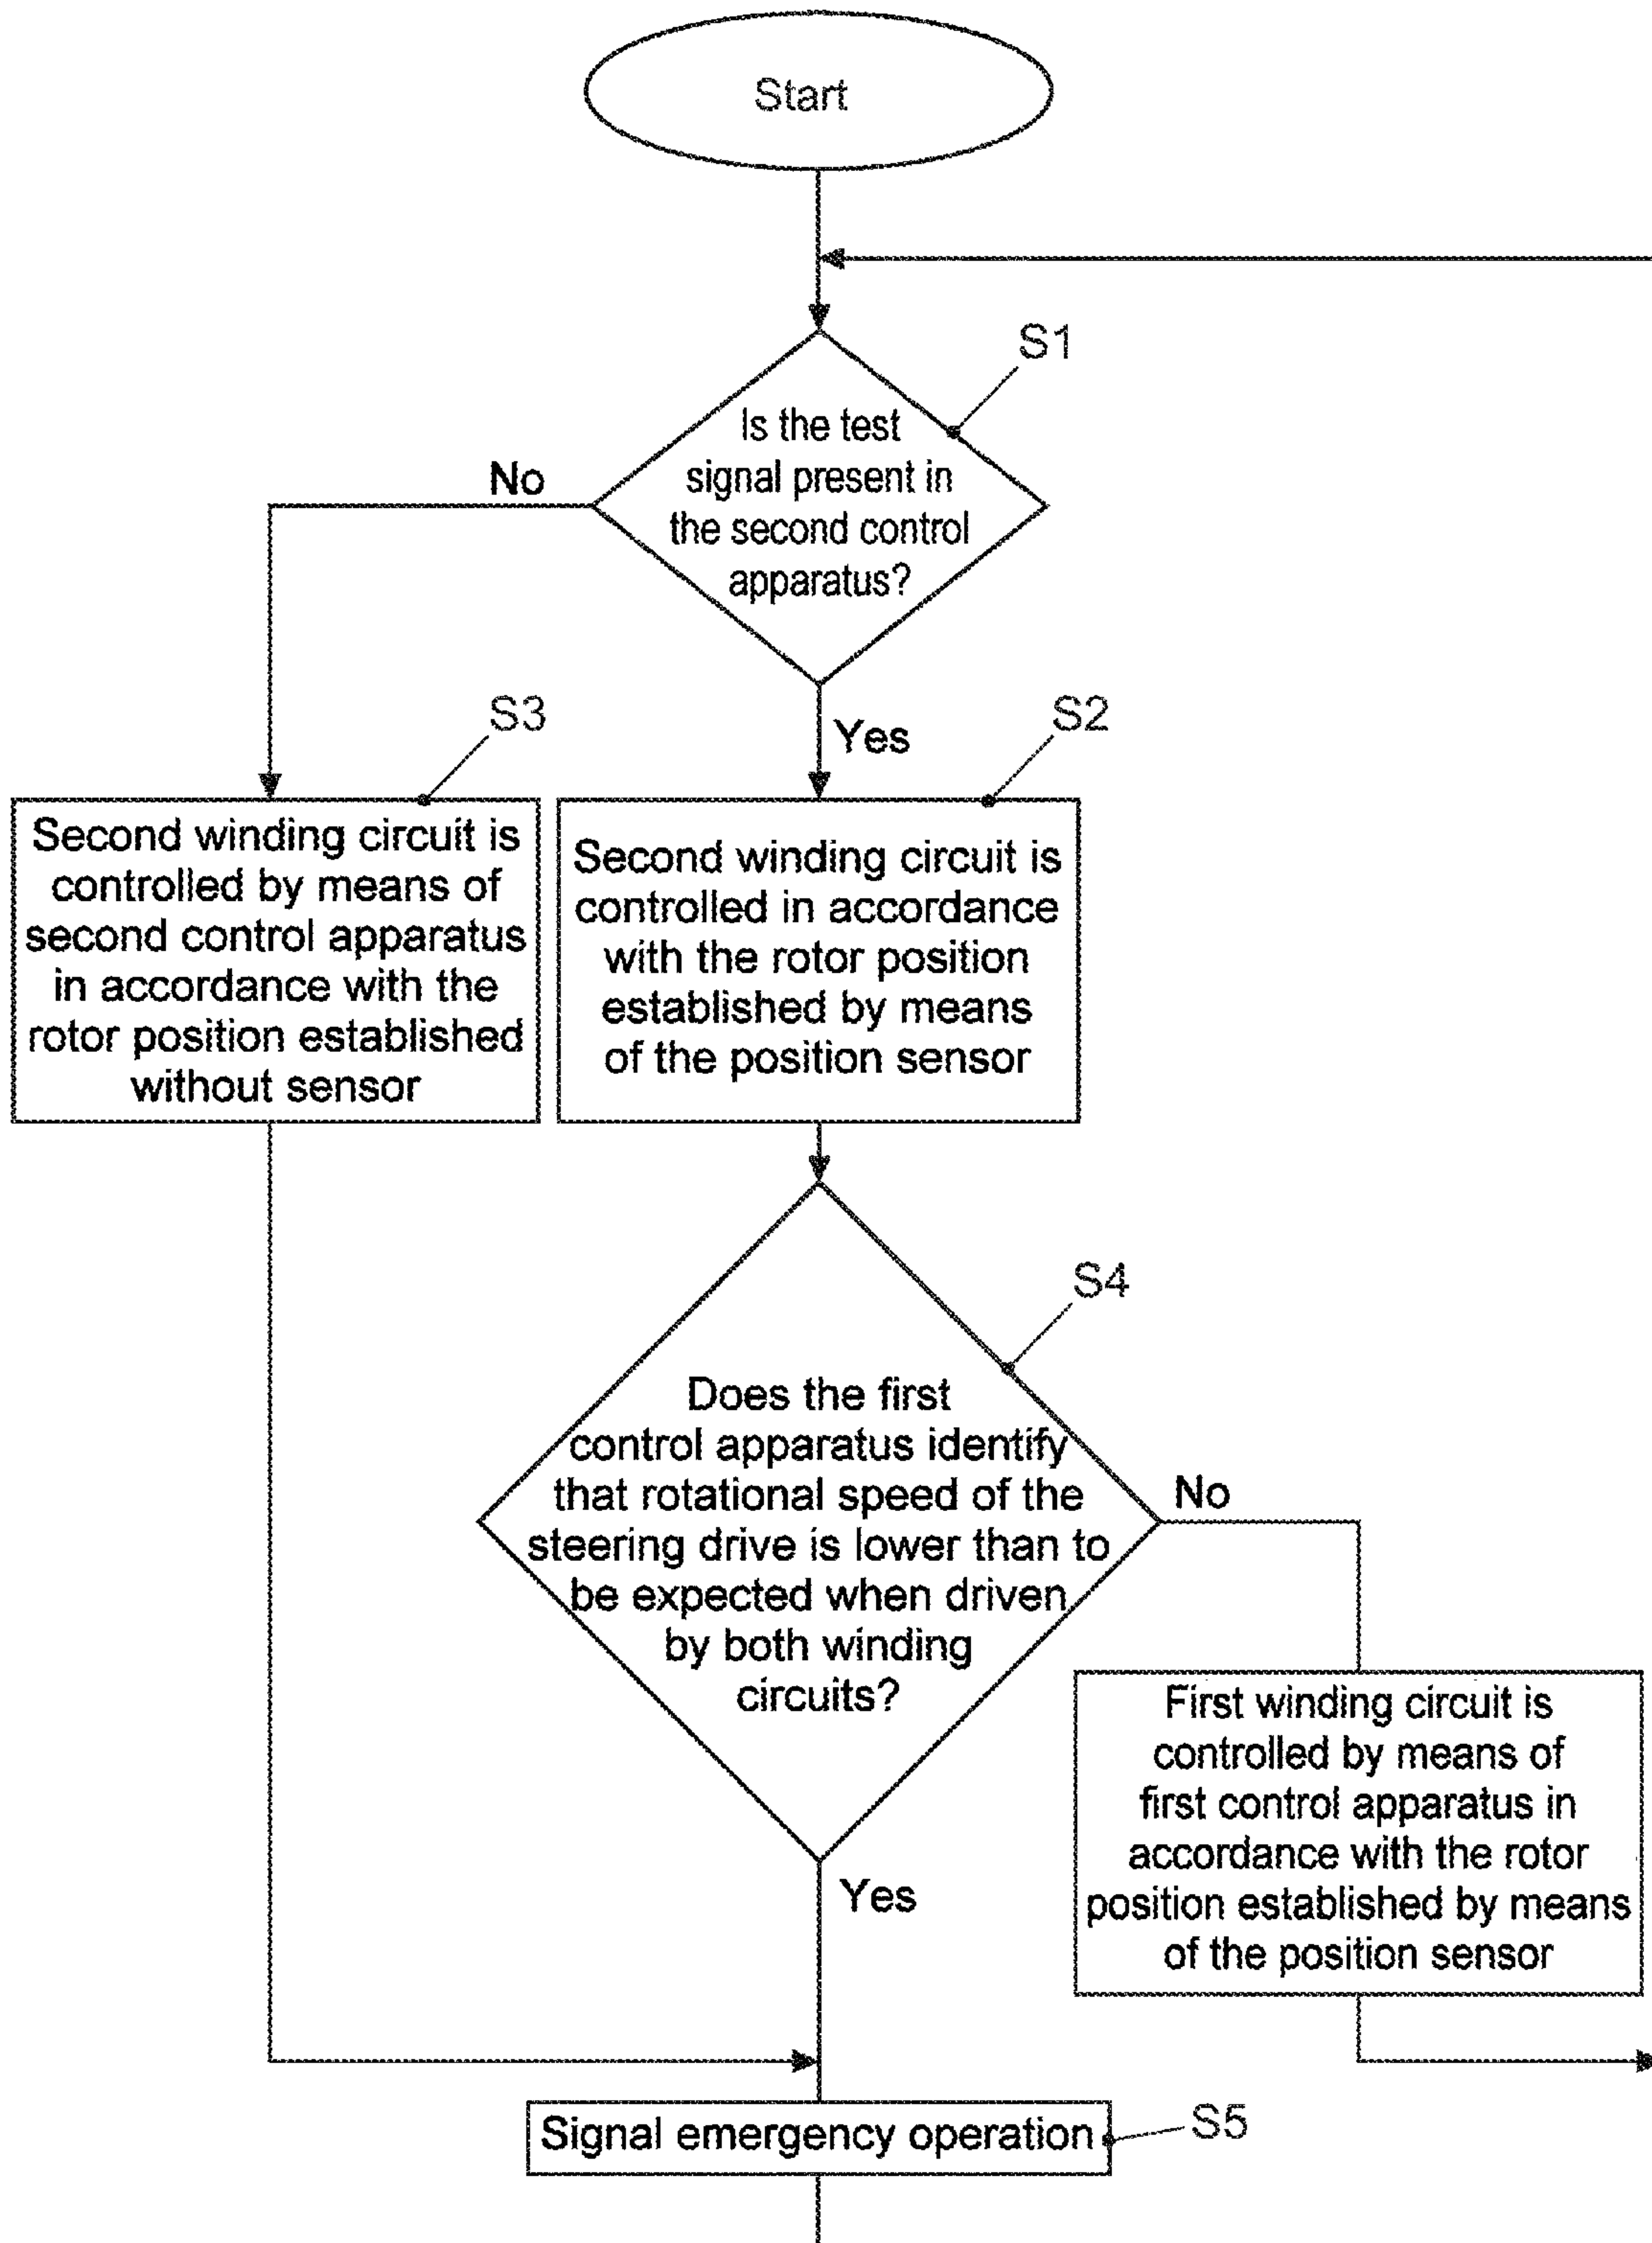 Start
S1
Is the test
signal present in
the second control
apparatus?
No
Yes
S3
S2
Second winding circuit is
controlled by means of
second control apparatus
in accordance with the
rotor position established
without sensor
Second winding circuit is
controlled in accordance
with the rotor position
established by means
of the position sensor
S4
Does the first
control apparatus identify
that rotational speed of the
steering drive is lower than to
be expected when driven
by both winding
circuits?
No
Yes
First winding circuit is
controlled by means of
first control apparatus in
accordance with the rotor
position established by means
of the position sensor
Signal emergency operation
S5